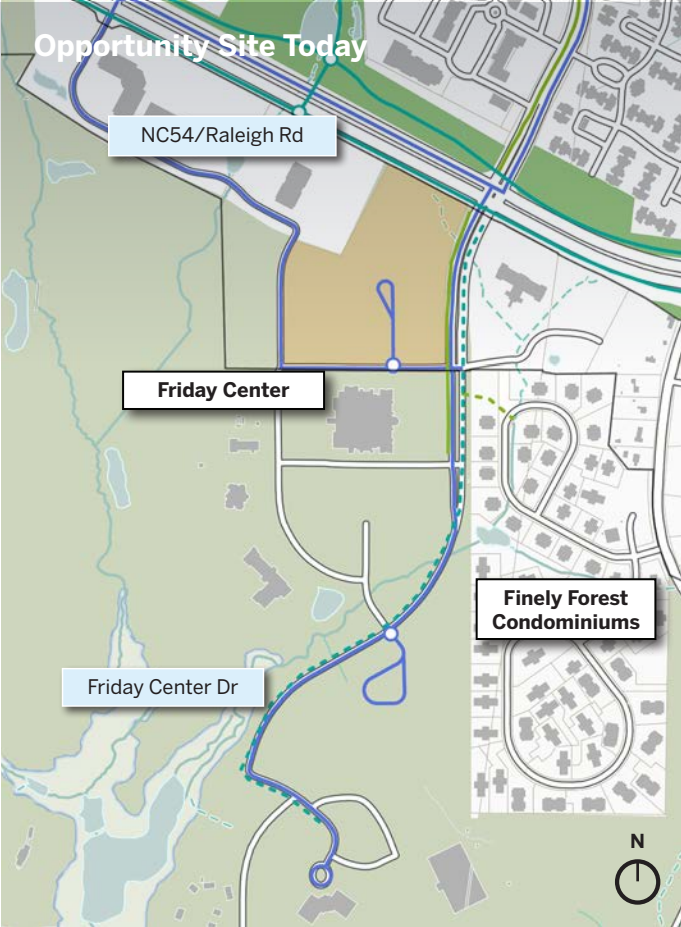 Opportunity Site Today
NC54/Raleigh Rd
Friday Center
Finely Forest
Condominiums
Friday Center Dr
N